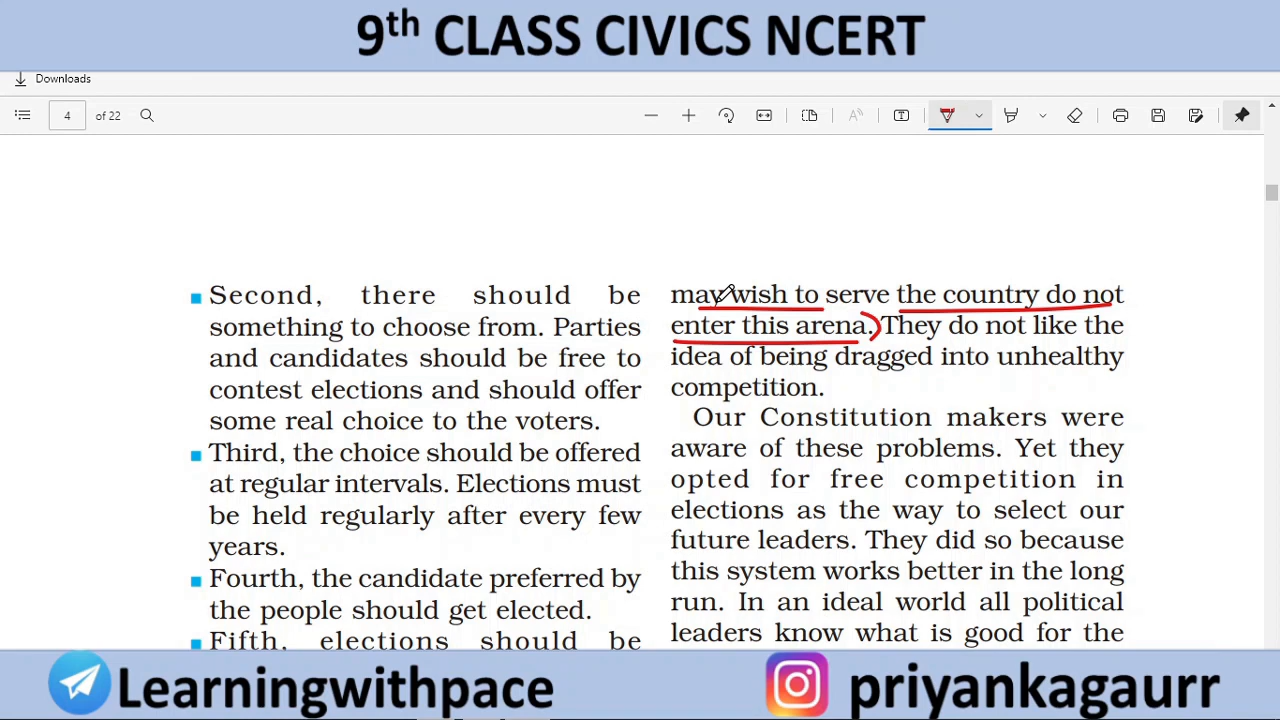 9th CLASS CIVICS NCERT
Downloads
4 of 22
Second, there should be
something to choose from. Parties
and candidates should be free to
contest elections and should offer
some real choice to the voters.
Third, the choice should be offered
at regular intervals. Elections must
be held regularly after every few
years.
Fourth, the candidate preferred by
the people should get elected.
Fifth, elections should be
may wish to serve the country do not
enter this arena. They do not like the
idea of being dragged into unhealthy
competition.
Our Constitution makers were
aware of these problems. Yet they
opted for free competition in
elections as the way to select our
future leaders. They did so because
this system works better in the long
run. In an ideal world all political
leaders know what is good for the
Learningwithpace
priyankagaurr